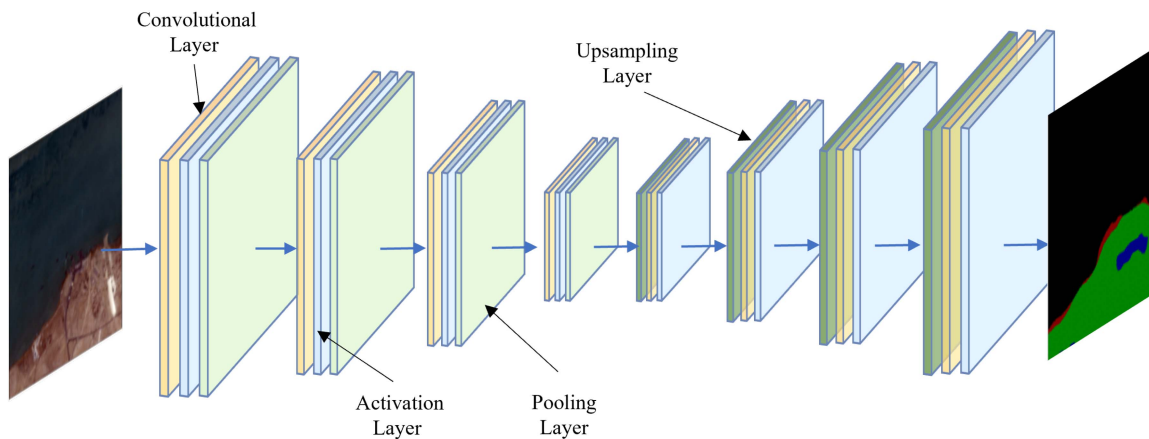 Convolutional
Layer
Upsampling
Layer
Activation
Layer
Pooling
Layer